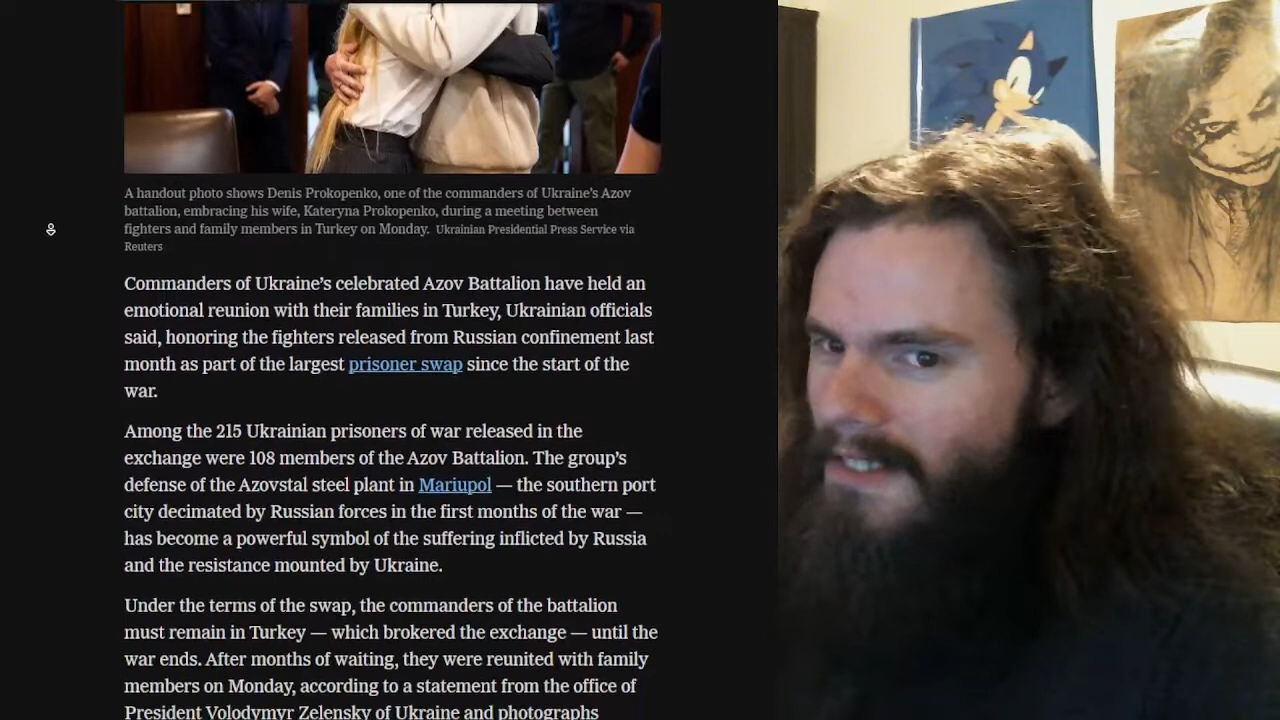 A handout photo shows Denis Prokopenko, one of the commanders of Ukraine’s Azov
battalion, embracing his wife, Kateryna Prokopenko, during a meeting between
fighters and family members in Turkey on Monday. Ukrainian Presidential Press Service via
Reuters
Commanders of Ukraine’s celebrated Azov Battalion have held an
emotional reunion with their families in Turkey, Ukrainian officials
said, honoring the fighters released from Russian confinement last
month as part of the largest prisoner swap since the start of the
war.
Among the 215 Ukrainian prisoners of war released in the
exchange were 108 members of the Azov Battalion. The group’s
defense of the Azovstal steel plant in Mariupol — the southern port
city decimated by Russian forces in the first months of the war —
has become a powerful symbol of the suffering inflicted by Russia
and the resistance mounted by Ukraine.
Under the terms of the swap, the commanders of the battalion
must remain in Turkey — which brokered the exchange — until the
war ends. After months of waiting, they were reunited with family
members on Monday, according to a statement from the office of
President Volodymyr Zelensky of Ukraine and photographs